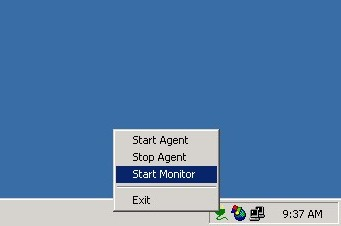 Start Agent
Stop Agent
Start Monitor
Exit
9:37 AM